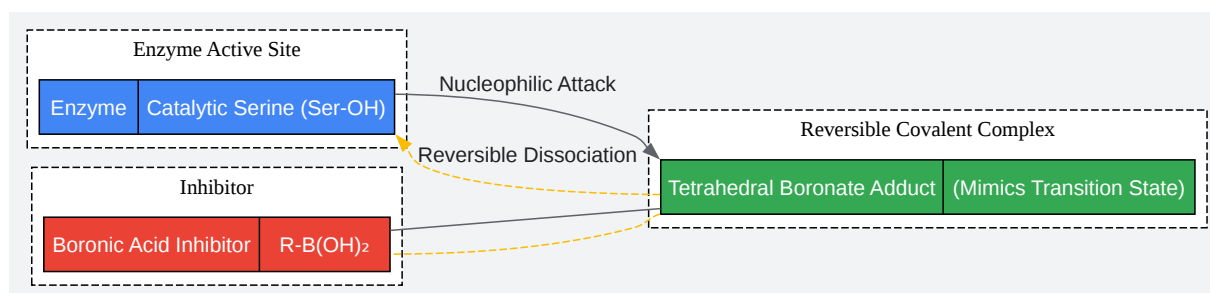 Enzyme Active Site
Enzyme
Catalytic Serine (Ser-OH)
Nucleophilic Attack
Reversible Dissociation
Inhibitor
Boronic Acid Inhibitor
R-B(OH)₂
Reversible Covalent Complex
Tetrahedral Boronate Adduct
(Mimics Transition State)